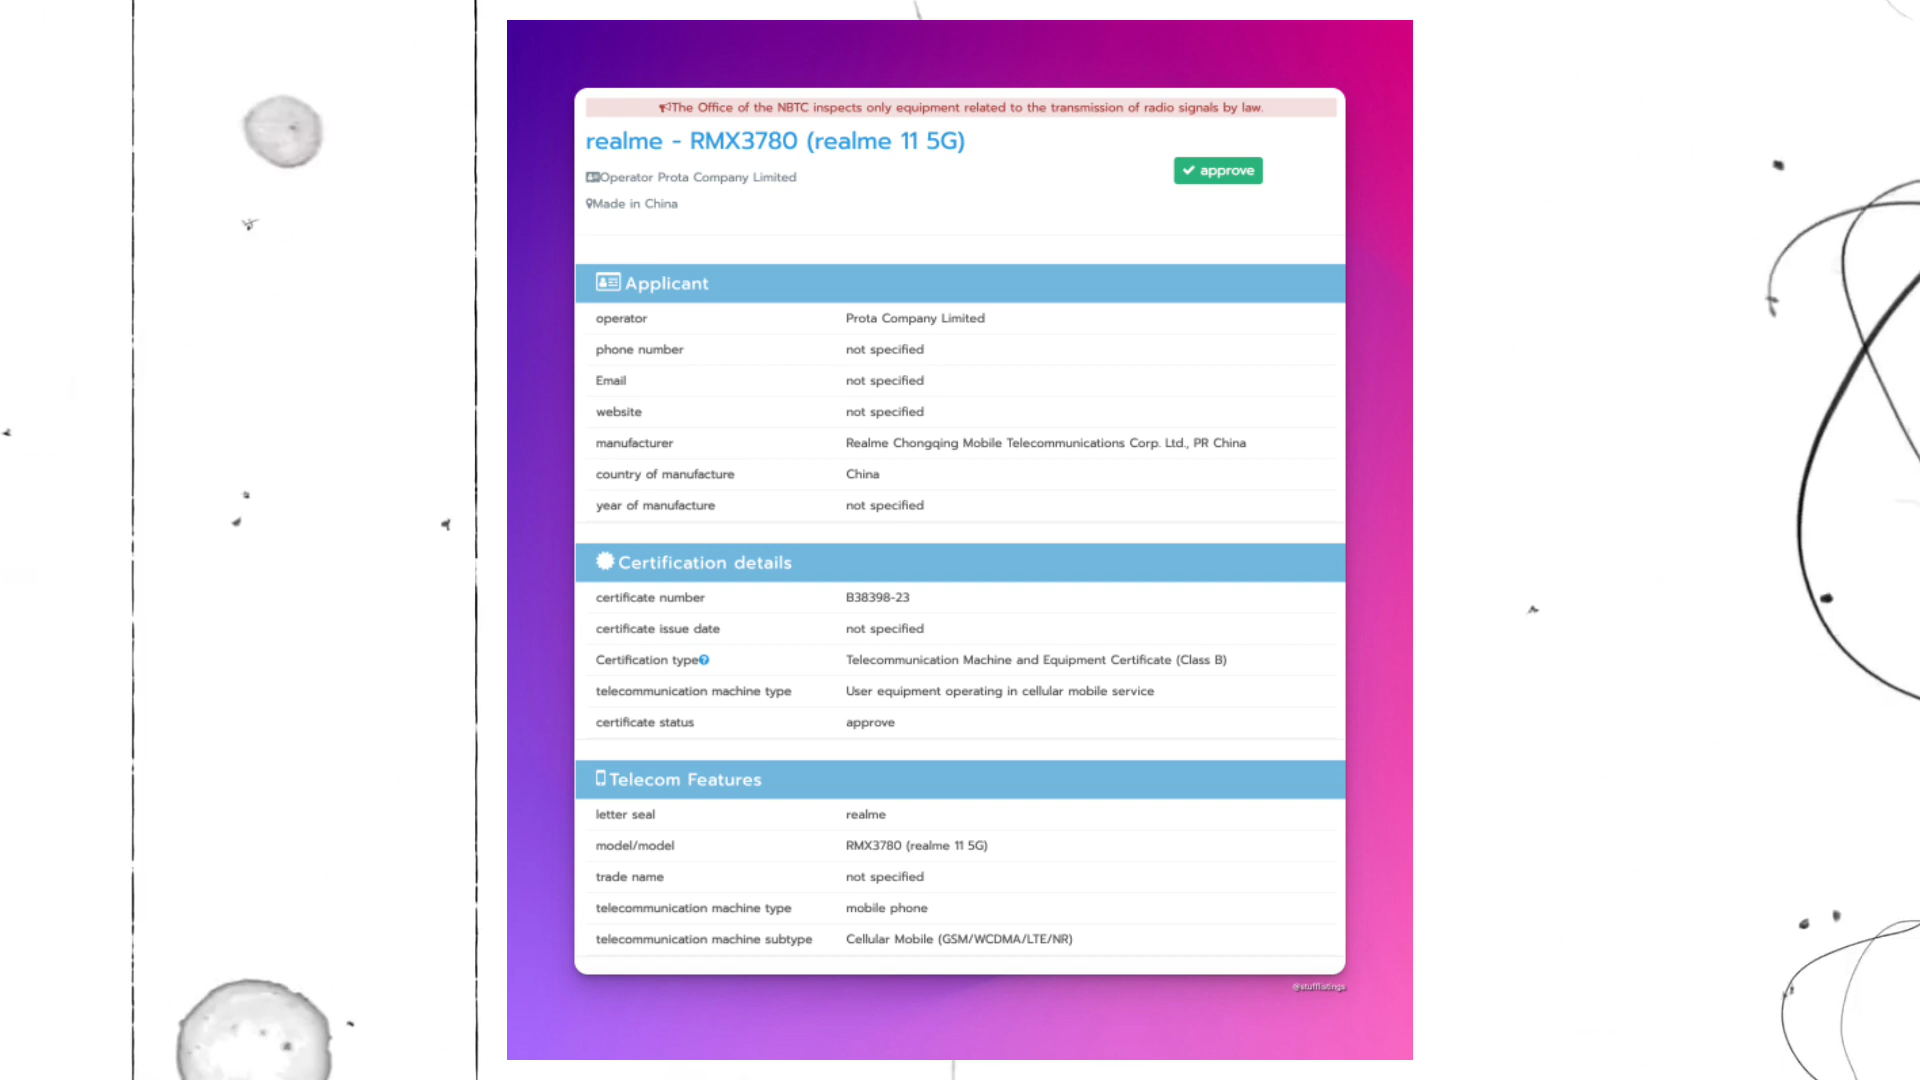 The Office of the NBTC inspects only equipment related to the transmission of radio signals by law.
realme - RMX3780 (realme 11 5G)
approve
Operator Prota Company Limited
Made in China
Applicant
operator Prota Company Limited
phone number not specified
Email not specified
website not specified
manufacturer Realme Chongqing Mobile Telecommunications Corp. Ltd., PR China
country of manufacture China
year of manufacture not specified
Certification details
certificate number B38398-23
certificate issue date not specified
Certification type Telecommunication Machine and Equipment Certificate (Class B)
telecommunication machine type User equipment operating in cellular mobile service
certificate status approve
Telecom Features
letter seal realme
model/model RMX3780 (realme 11 5G)
trade name not specified
telecommunication machine type mobile phone
telecommunication machine subtype Cellular Mobile (GSM/WCDMA/LTE/NR)
@stufflistings